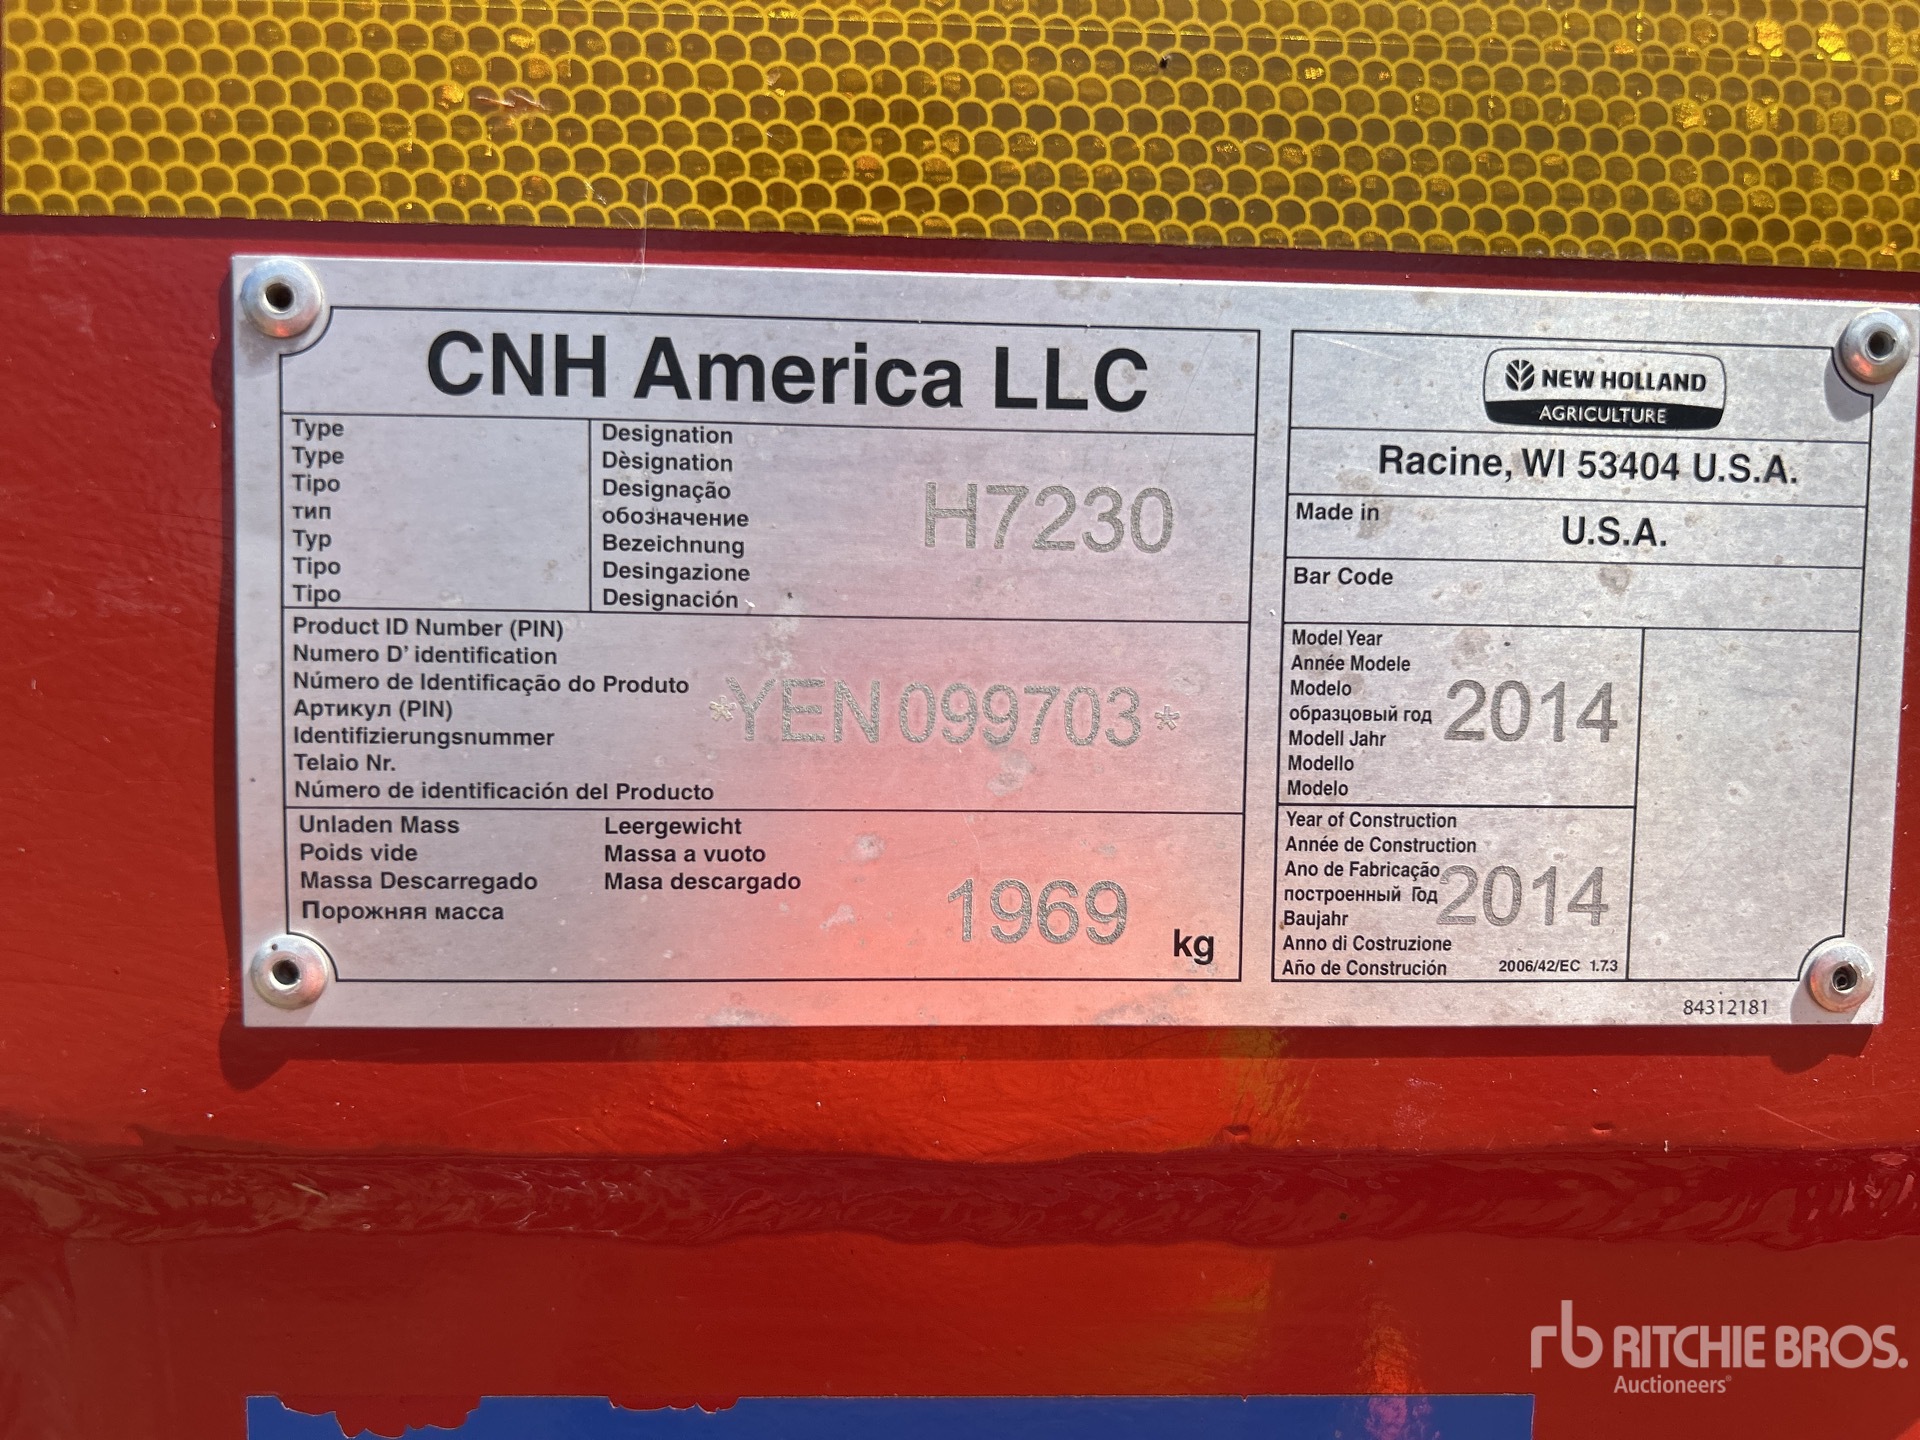 CNH America LLC
Type
Type
Tipo
тип
Typ
Tipo
Tipo
Designation
Dèsignation
Designação
обозначение
Bezeichnung
Desingazione
Designación
H7230
Product ID Number (PIN)
Numero D' identification
Número de Identificação do Produto
Артикул (PIN)
Identifizierungsnummer
Telaio Nr.
Número de identificación del Producto
*YEN099703*
Unladen Mass
Poids vide
Massa Descarregado
Порожняя масса
Leergewicht
Massa a vuoto
Masa descargado
1969 kg
NEW HOLLAND
AGRICULTURE
Racine, WI 53404 U.S.A.
Made in U.S.A.
Bar Code
Model Year
Année Modele
Modelo
образцовый год
Modell Jahr
Modello
Modelo
2014
Year of Construction
Année de Construction
Ano de Fabricação
построенный Год
Baujahr
Anno di Costruzione
Año de Construción
2014
2006/42/EC 1.7.3
84312181
rb RITCHIE BROS.
Auctioneers®